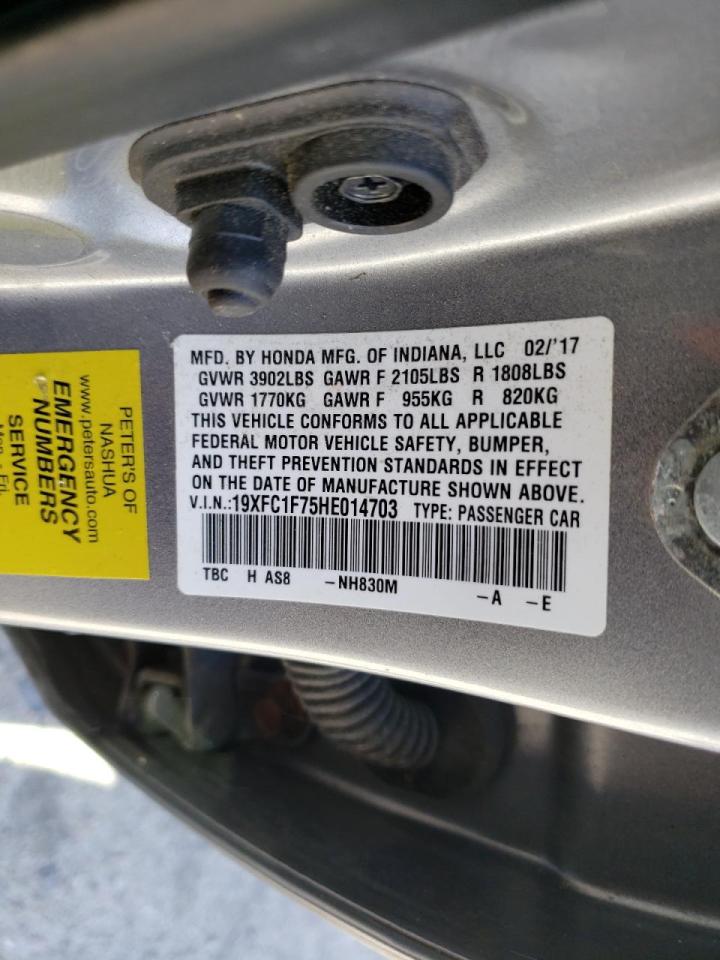 MFD. BY HONDA MFG. OF INDIANA, LLC 02/'17
GVWR 3902LBS GAWR F 2105LBS R 1808LBS
GVWR 1770KG GAWR F 955KG R 820KG
THIS VEHICLE CONFORMS TO ALL APPLICABLE
FEDERAL MOTOR VEHICLE SAFETY, BUMPER,
AND THEFT PREVENTION STANDARDS IN EFFECT
ON THE DATE OF MANUFACTURE SHOWN ABOVE.
V.I.N.:19XFC1F75HE014703 TYPE: PASSENGER CAR
TBC H AS8 -NH830M -A -E
PETER'S OF
NASHUA
www.petersauto.com
EMERGENCY
NUMBERS
SERVICE
Mon - Fri.